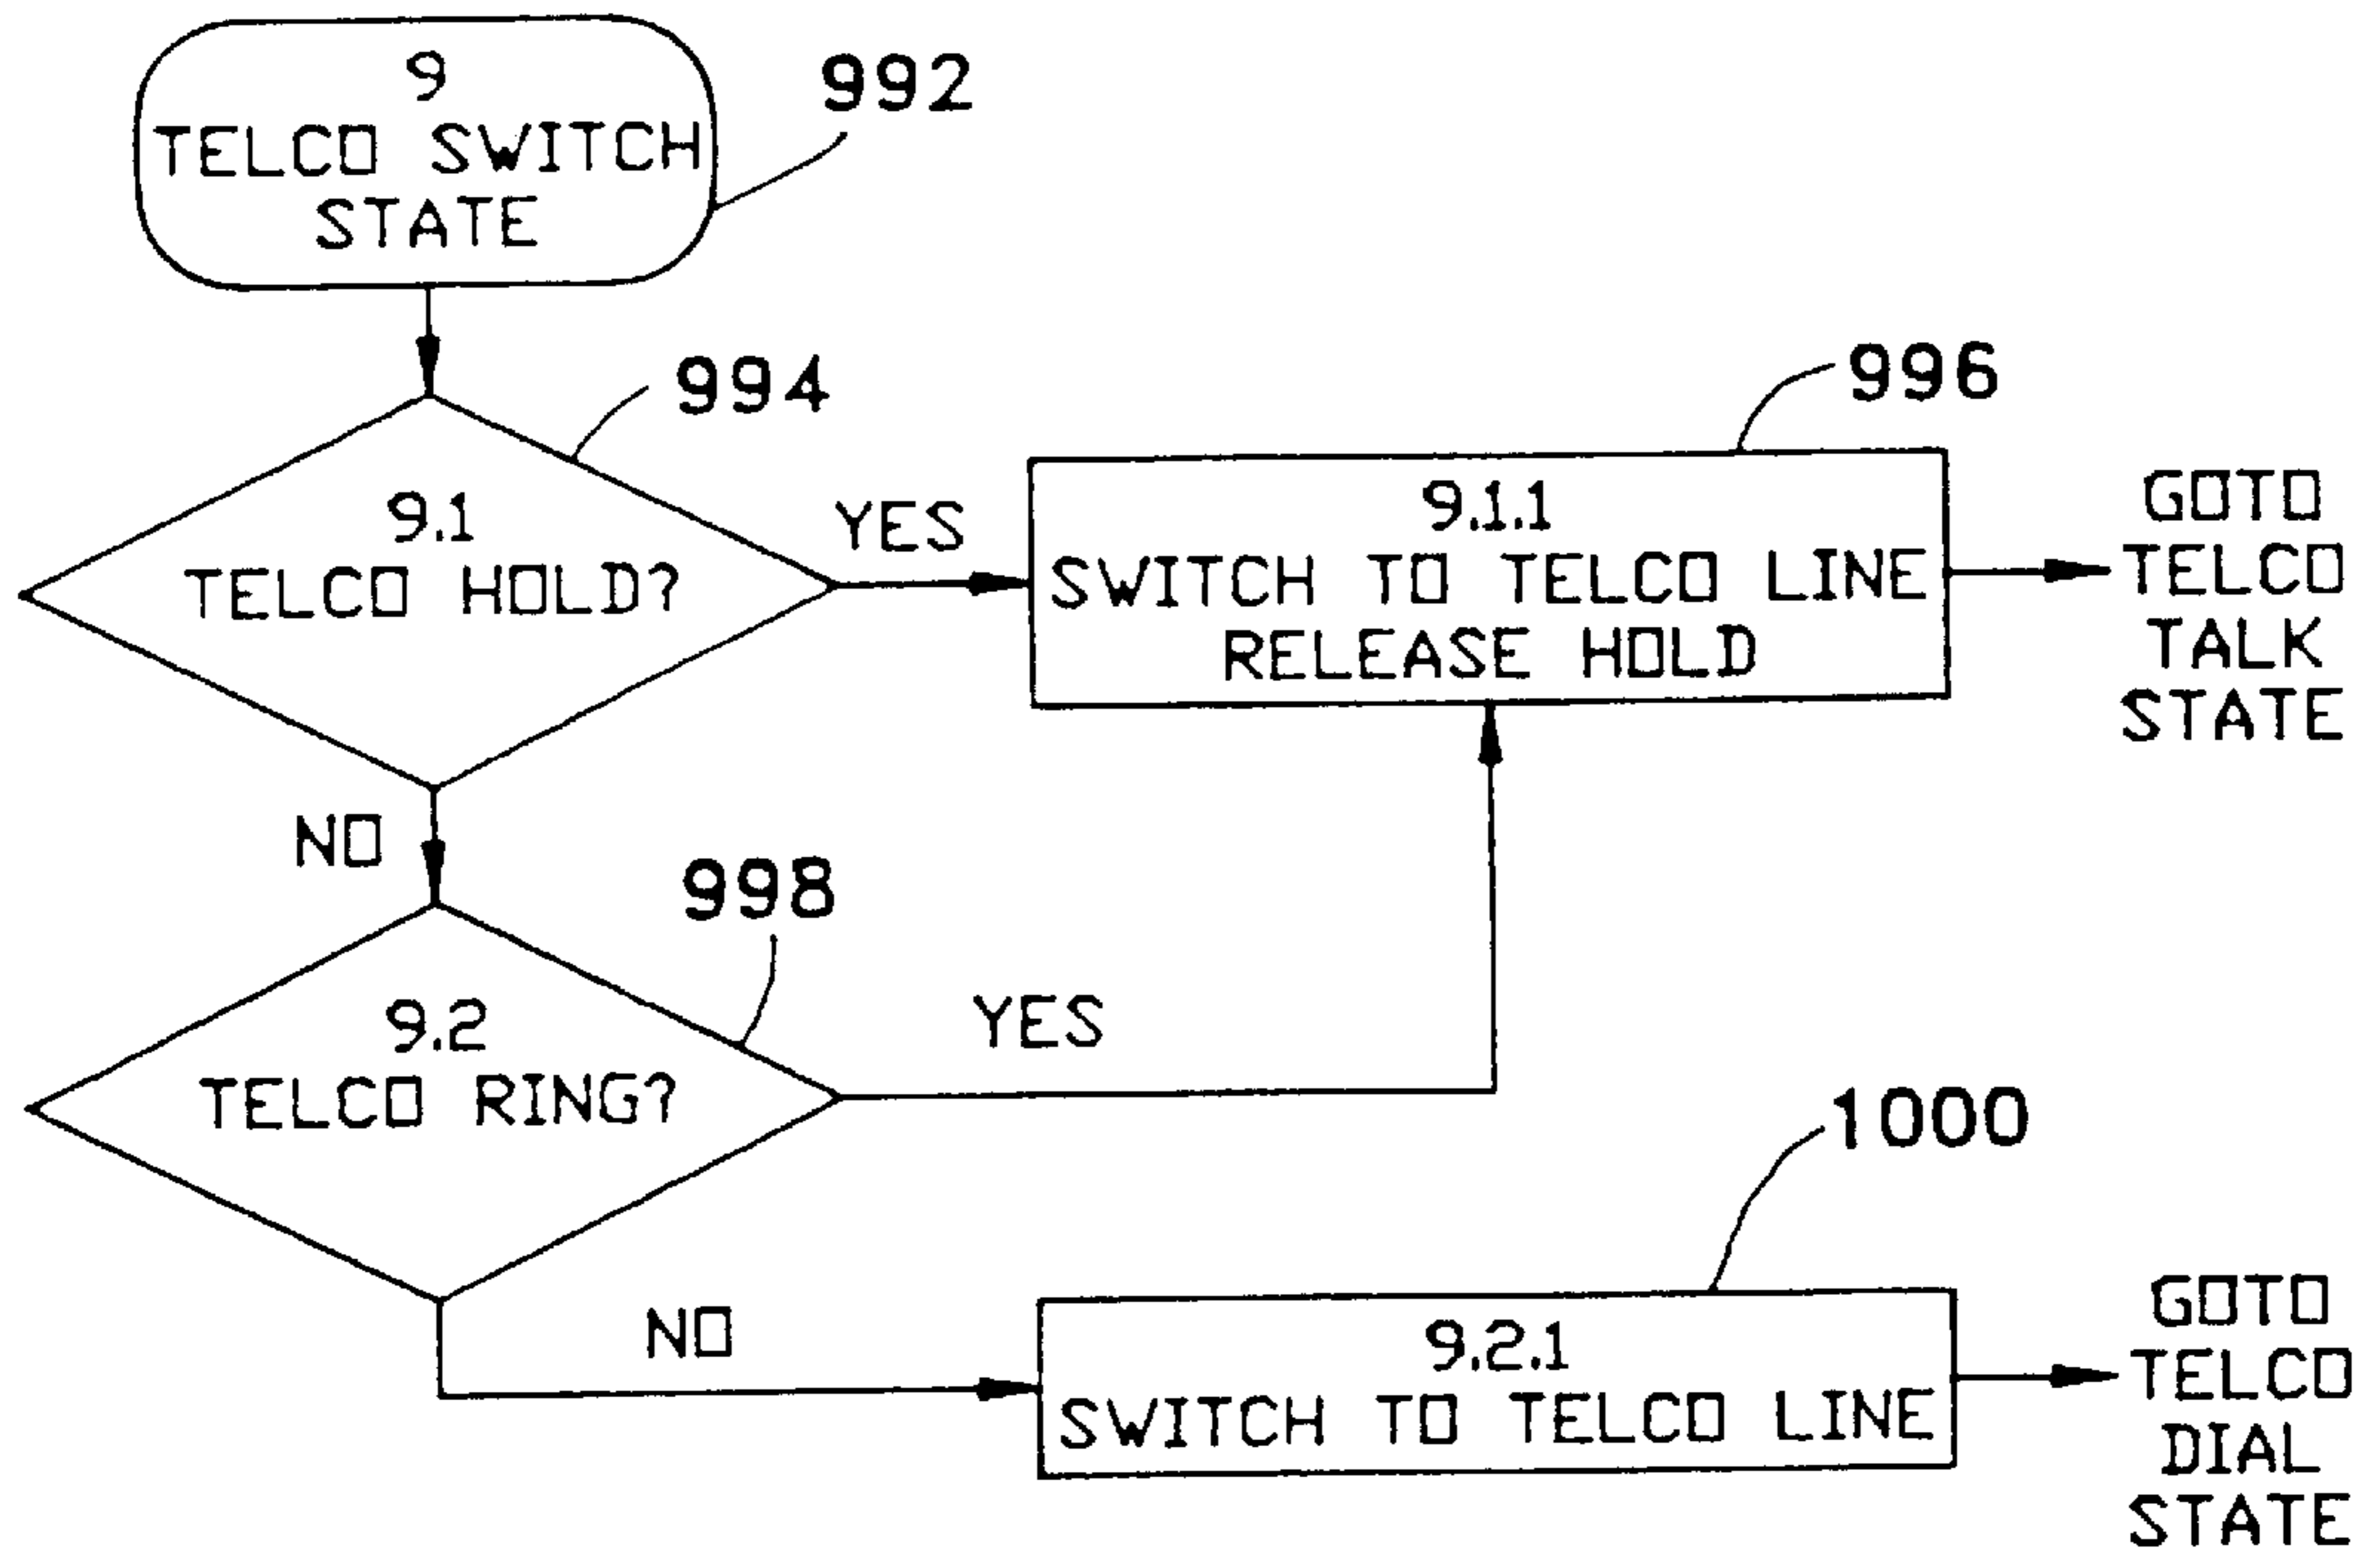 9
TELCO SWITCH
STATE
992
994
9.1
TELCO HOLD?
YES
996
9.1.1
SWITCH TO TELCO LINE
RELEASE HOLD
GOTO
TELCO
TALK
STATE
NO
998
9.2
TELCO RING?
YES
NO
1000
9.2.1
SWITCH TO TELCO LINE
GOTO
TELCO
DIAL
STATE